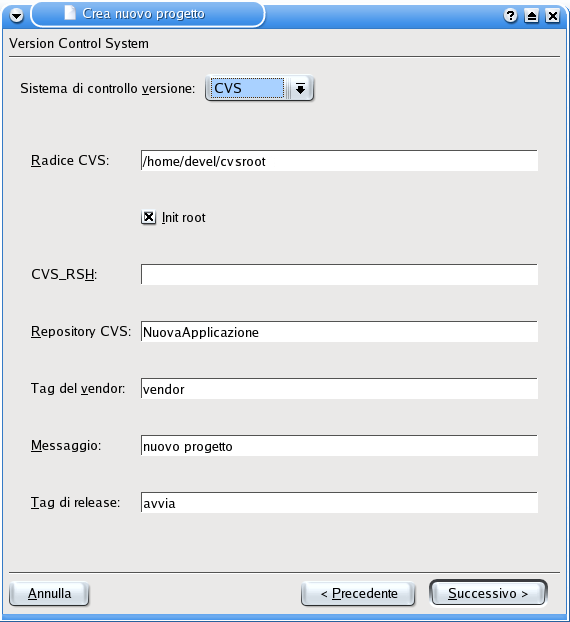 Crea nuovo progetto
Version Control System
Sistema di controllo versione: CVS
Radice CVS: /home/devel/cvsroot
Init root
CVS_RSH:
Repository CVS: NuovaApplicazione
Tag del vendor: vendor
Messaggio: nuovo progetto
Tag di release: avvia
Annulla < Precedente Successivo >